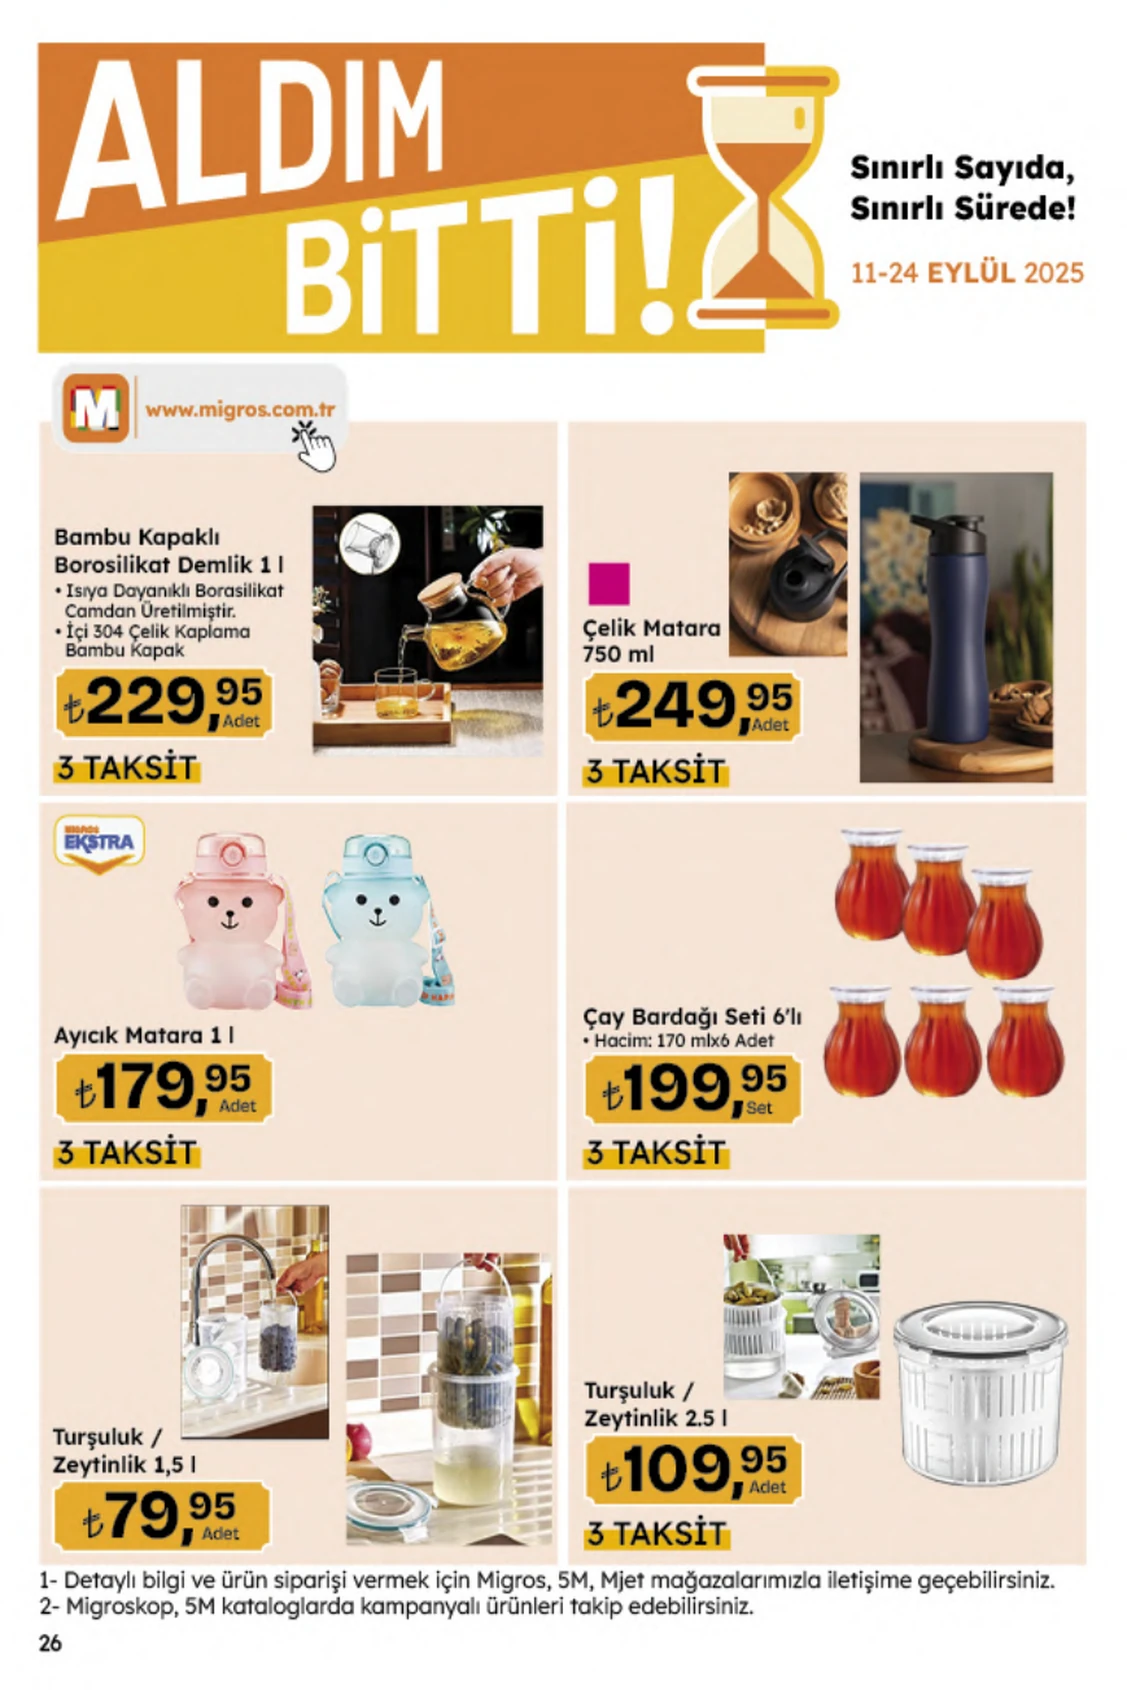 ALDIM
BİTTİ!
Sınırlı Sayıda,
Sınırlı Sürede!
11-24 EYLÜL 2025
M
www.migros.com.tr
Bambu Kapaklı
Borosilikat Demlik 1 l
• Isıya Dayanıklı Borasilikat
Camdan Üretilmiştir.
• İçi 304 Çelik Kaplama
Bambu Kapak
₺229,95
Adet
3 TAKSİT
Çelik Matara
750 ml
₺249,95
Adet
3 TAKSİT
MİGROS
EKSTRA
Ayıcık Matara 1 l
₺179,95
Adet
3 TAKSİT
Çay Bardağı Seti 6'lı
• Hacim: 170 mlx6 Adet
₺199,95
Set
3 TAKSİT
Turşuluk /
Zeytinlik 1,5 l
₺79,95
Adet
Turşuluk /
Zeytinlik 2.5 l
₺109,95
Adet
3 TAKSİT
1- Detaylı bilgi ve ürün siparişi vermek için Migros, 5M, Mjet mağazalarımızla iletişime geçebilirsiniz.
2- Migroskop, 5M kataloglarda kampanyalı ürünleri takip edebilirsiniz.
26